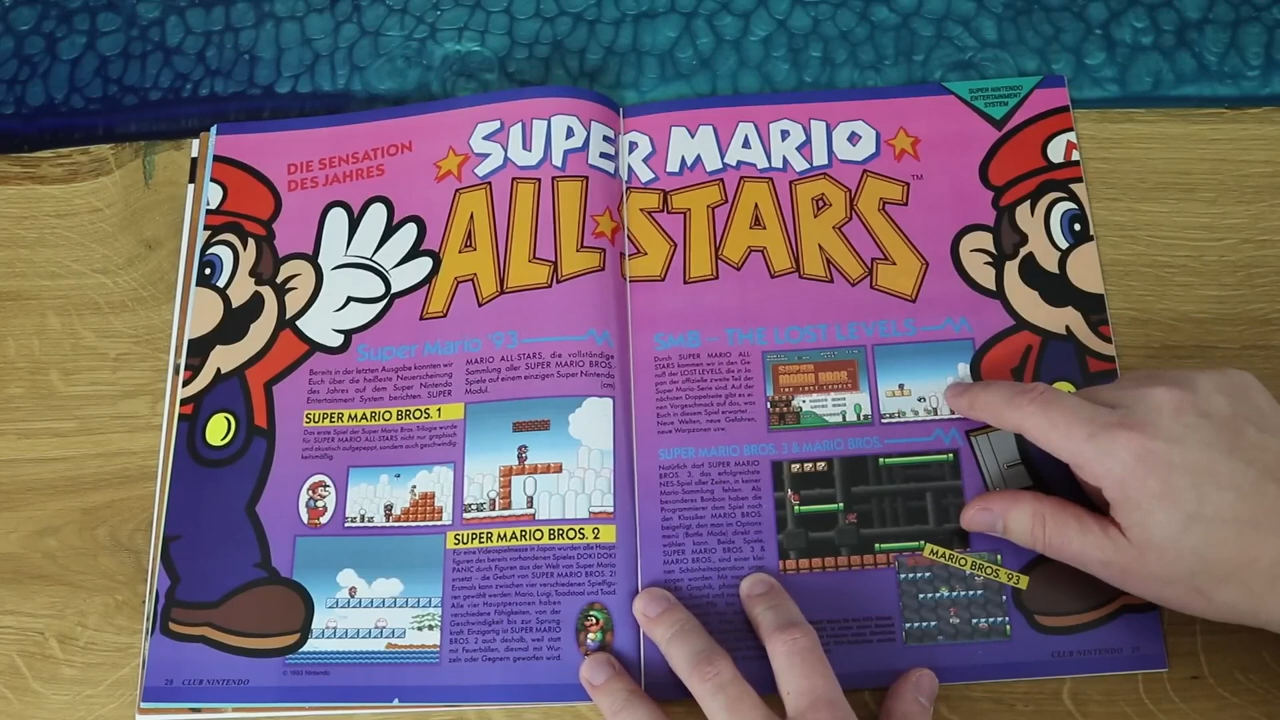 SUPER NINTENDO
ENTERTAINMENT
SYSTEM
DIE SENSATION
DES JAHRES
SUPER MARIO
ALL STARS™
Super Mario '93
Bereits in der letzten Ausgabe konnten wir
Euch über die heißeste Neuerscheinung
des Jahres auf dem Super Nintendo
Entertainment System berichten. SUPER
MARIO ALL-STARS, die vollständige
Sammlung aller SUPER MARIO BROS.
Spiele auf einem einzigen Super Nintendo
Modul.
(cm)
SUPER MARIO BROS. 1
Das erste Spiel der Super Mario Bros.-Trilogie wurde
für SUPER MARIO ALL-STARS nicht nur graphisch
und akustisch aufgepeppt, sondern auch geschwindig-
keitsmäßig.
SUPER MARIO BROS. 2
Für eine Videospielmesse in Japan wurden alle Haupt-
figuren des bereits vorhandenen Spieles DOKI DOKI
PANIC durch Figuren aus der Welt von Super Mario
ersetzt – die Geburt von SUPER MARIO BROS. 2!
Erstmals kann zwischen vier verschiedenen Spielfigu-
ren gewählt werden: Mario, Luigi, Toadstool und Toad.
Alle vier Hauptpersonen haben
verschiedene Fähigkeiten, von der
Geschwindigkeit bis zur Sprung-
kraft. Einzigartig ist SUPER MARIO
BROS. 2 auch deshalb, weil statt
mit Feuerbällen, diesmal mit Wur-
zeln oder Gegnern geworfen wird.
© 1993 Nintendo
28 CLUB NINTENDO
SMB – THE LOST LEVELS
Durch SUPER MARIO ALL-
STARS kommen wir in den Ge-
nuß der LOST LEVELS, die in Ja-
pan der offizielle zweite Teil der
Super Mario-Serie sind. Auf der
nächsten Doppelseite gibt es ei-
nen Vorgeschmack auf das, was
Euch in diesem Spiel erwartet...
Neue Welten, neue Gefahren,
neue Warpzonen usw.
SUPER
MARIO BROS.
THE LOST LEVELS
SUPER MARIO BROS. 3 & MARIO BROS.
Natürlich darf SUPER MARIO
BROS. 3, das erfolgreichste
NES-Spiel aller Zeiten, in keiner
Mario-Sammlung fehlen. Als
besonderes Bonbon haben die
Programmierer dem Spiel noch
den Klassiker MARIO BROS.
beigefügt, den man im Options-
menü (Battle Mode) direkt an-
wählen kann. Beide Spiele,
SUPER MARIO BROS. 3 &
MARIO BROS., sind einer klei-
nen Schönheitsoperation unter-
zogen worden.
MARIO BROS. '93
CLUB NINTENDO 29